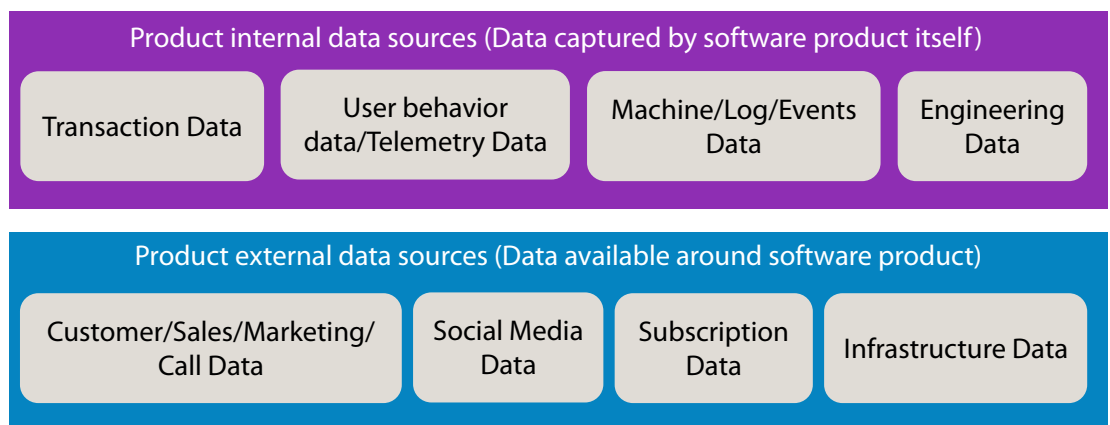 Product internal data sources (Data captured by software product itself)
Transaction Data
User behavior
data/Telemetry Data
Machine/Log/Events
Data
Engineering
Data
Product external data sources (Data available around software product)
Customer/Sales/Marketing/
Call Data
Social Media
Data
Subscription
Data
Infrastructure Data